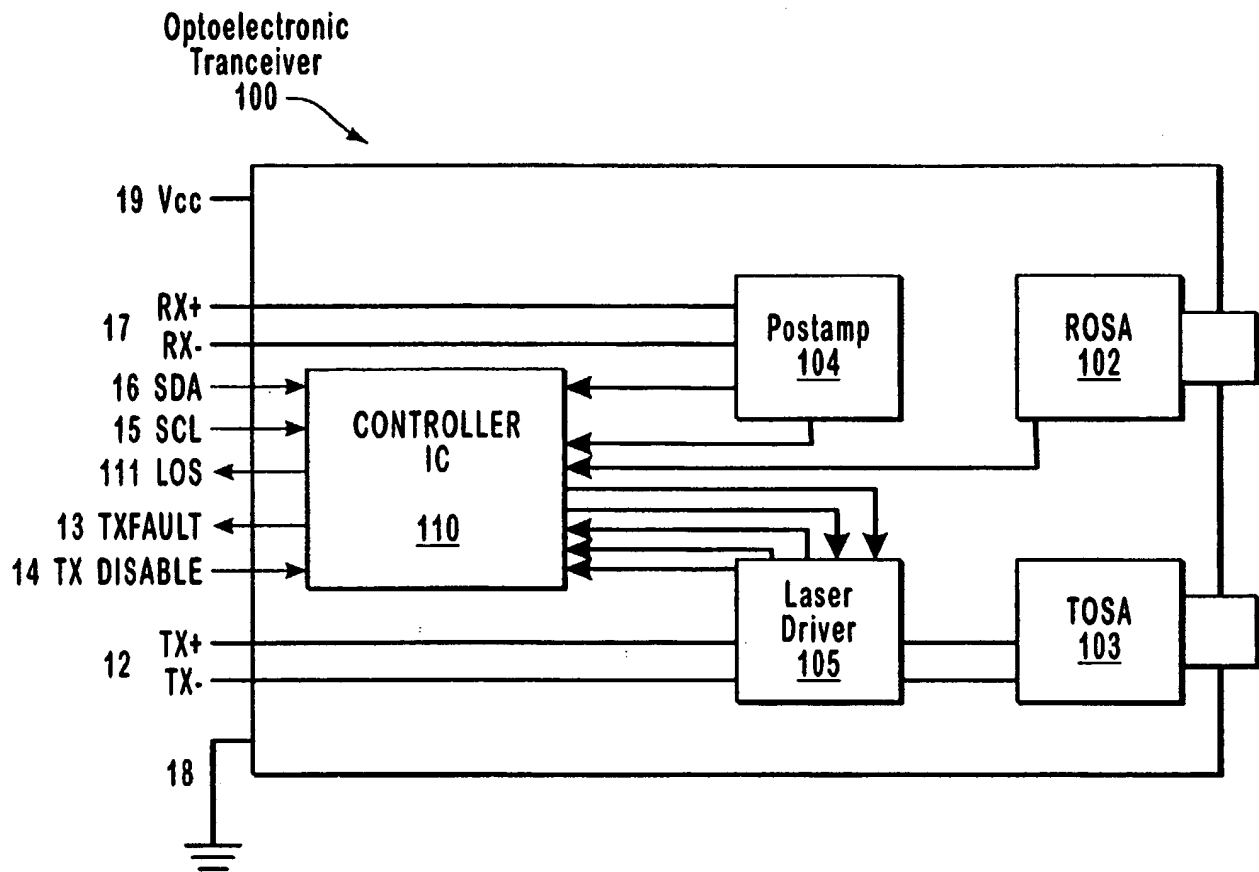 Optoelectronic
Tranceiver
100
19 Vcc
17
RX+
RX-
16 SDA
15 SCL
111 LOS
13 TXFAULT
14 TX DISABLE
12
TX+
TX-
18
CONTROLLER
IC
110
Postamp
104
ROSA
102
Laser
Driver
105
TOSA
103